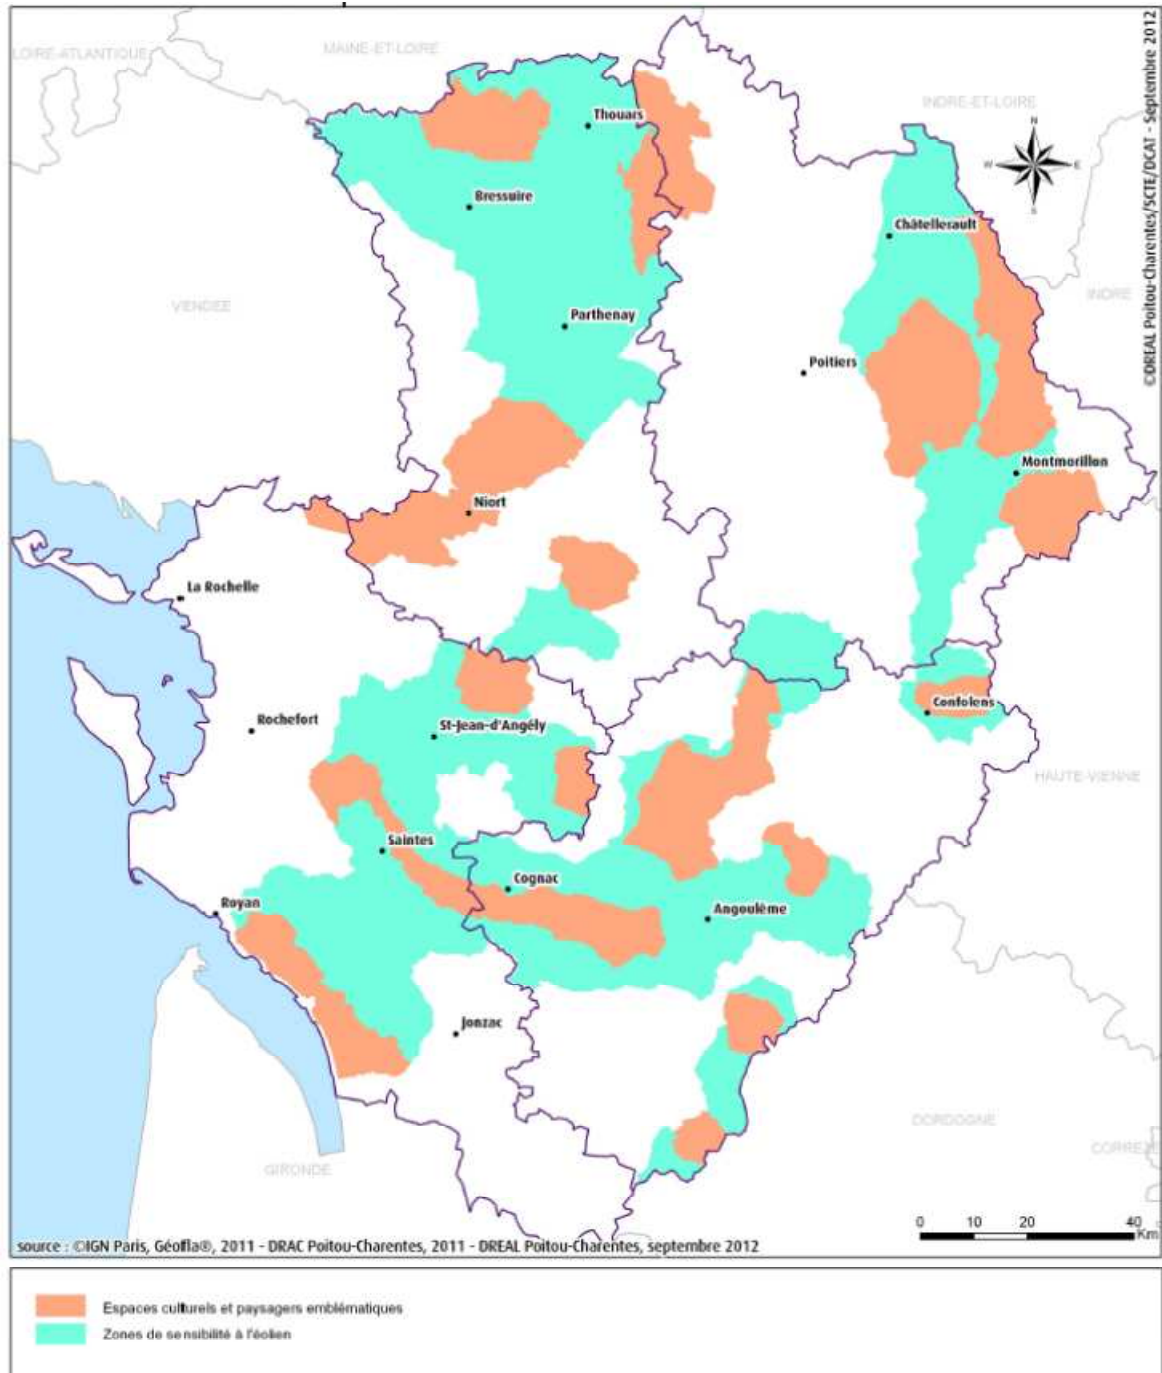 ©DREAL Poitou-Charentes/SCTE/DCAT - Septembre 2012
LOIRE-ATLANTIQUE
MAINE-ET-LOIRE
INDRE-ET-LOIRE
N
W
E
S
Thouars
Bressuire
Châtellerault
VENDEE
INDRE
Parthenay
Poitiers
Montmorillon
Niort
La Rochelle
Confolens
Rochefort
St-Jean-d'Angély
HAUTE-VIENNE
Saintes
Cognac
Royan
Angoulême
Jonzac
DORDOGNE
CORREZE
GIRONDE
0 10 20 40
Km
source : ©IGN Paris, Géofla®, 2011 - DRAC Poitou-Charentes, 2011 - DREAL Poitou-Charentes, septembre 2012
Espaces culturels et paysagers emblématiques
Zones de sensibilité à l'éolien